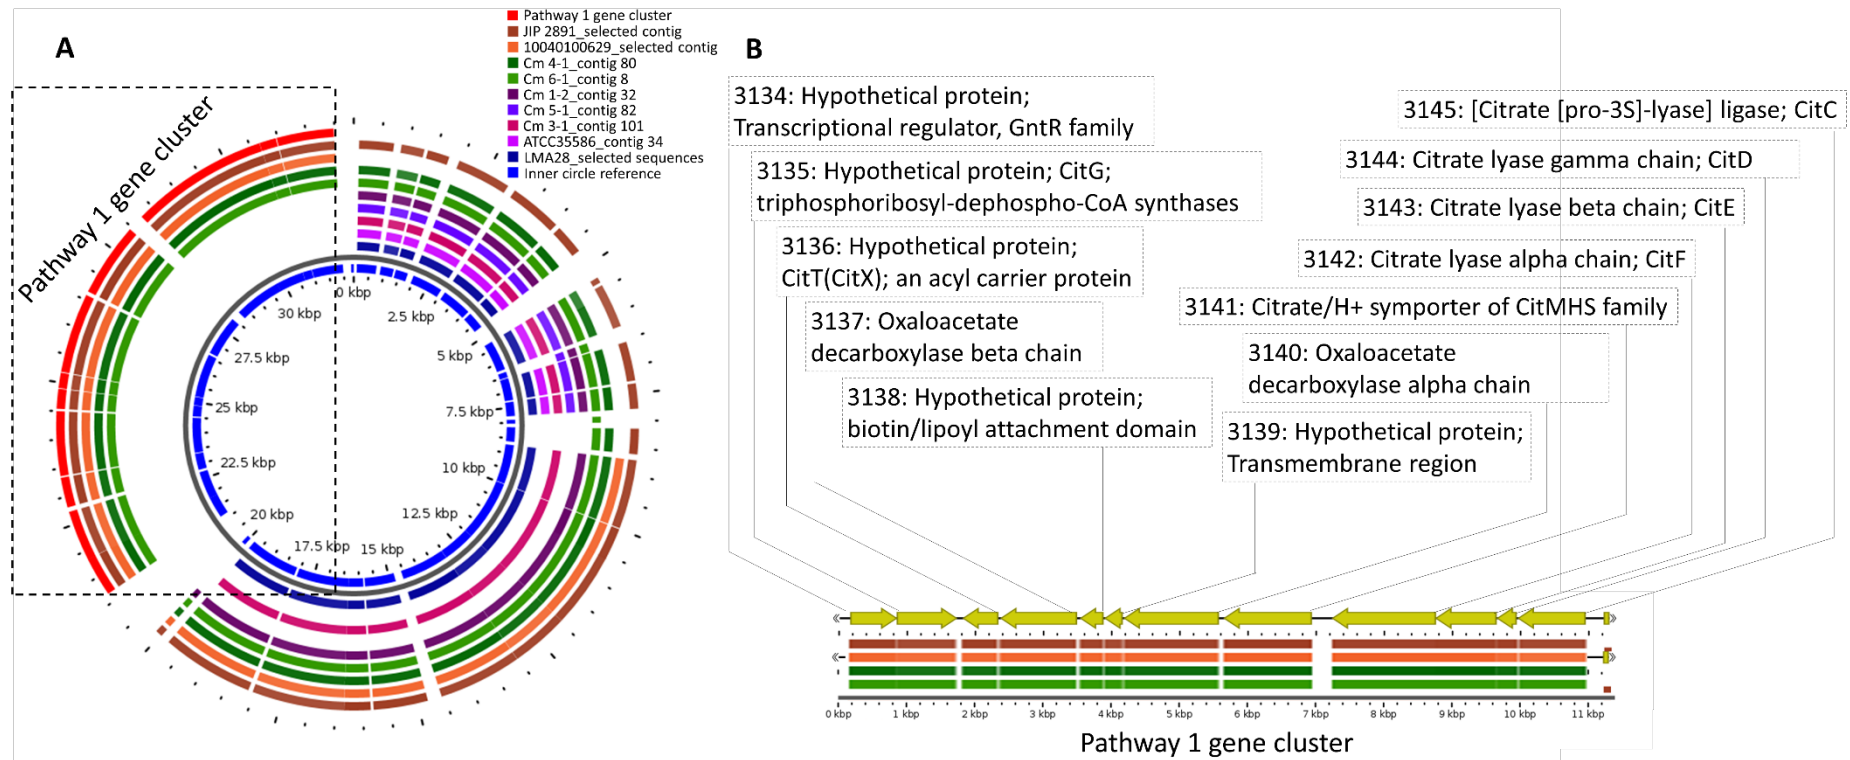 A
Pathway 1 gene cluster
JIP 2891_selected contig
10040100629_selected contig
Cm 4-1_contig 80
Cm 6-1_contig 8
Cm 1-2_contig 32
Cm 5-1_contig 82
Cm 3-1_contig 101
ATCC35586_contig 34
LMA28_selected sequences
Inner circle reference
Pathway 1 gene cluster
0 kbp
2.5 kbp
5 kbp
7.5 kbp
10 kbp
12.5 kbp
15 kbp
17.5 kbp
20 kbp
22.5 kbp
25 kbp
27.5 kbp
30 kbp
B
3134: Hypothetical protein;
Transcriptional regulator, GntR family
3135: Hypothetical protein; CitG;
triphosphoribosyl-dephospho-CoA synthases
3136: Hypothetical protein;
CitT(CitX); an acyl carrier protein
3137: Oxaloacetate
decarboxylase beta chain
3138: Hypothetical protein;
biotin/lipoyl attachment domain
3145: [Citrate [pro-3S]-lyase] ligase; CitC
3144: Citrate lyase gamma chain; CitD
3143: Citrate lyase beta chain; CitE
3142: Citrate lyase alpha chain; CitF
3141: Citrate/H+ symporter of CitMHS family
3140: Oxaloacetate
decarboxylase alpha chain
3139: Hypothetical protein;
Transmembrane region
0 kbp 1 kbp 2 kbp 3 kbp 4 kbp 5 kbp 6 kbp 7 kbp 8 kbp 9 kbp 10 kbp 11 kbp
Pathway 1 gene cluster